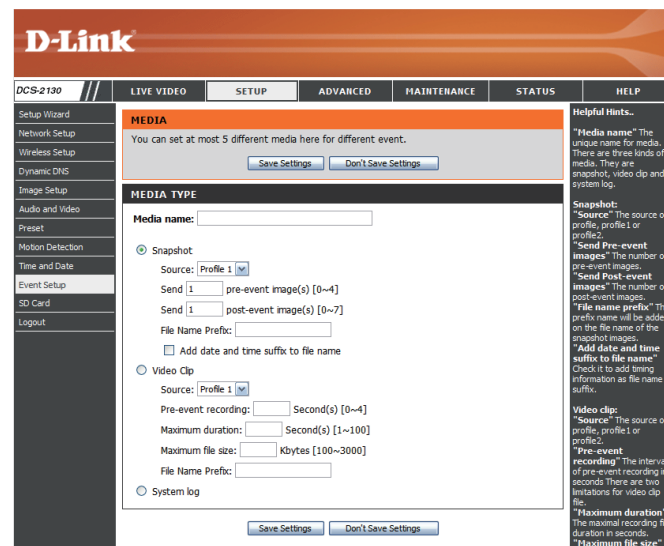 D-Link
DCS-2130
LIVE VIDEO
SETUP
ADVANCED
MAINTENANCE
STATUS
HELP
Setup Wizard
Network Setup
Wireless Setup
Dynamic DNS
Image Setup
Audio and Video
Preset
Motion Detection
Time and Date
Event Setup
SD Card
Logout
MEDIA
You can set at most 5 different media here for different event.
Save Settings
Don't Save Settings
MEDIA TYPE
Media name:
Snapshot
Source: Profile 1
Send 1 pre-event image(s) [0~4]
Send 1 post-event image(s) [0~7]
File Name Prefix:
Add date and time suffix to file name
Video Clip
Source: Profile 1
Pre-event recording: Second(s) [0~4]
Maximum duration: Second(s) [1~100]
Maximum file size: Kbytes [100~3000]
File Name Prefix:
System log
Save Settings
Don't Save Settings
Helpful Hints..
"Media name" The
unique name for media.
There are three kinds of
media. They are
snapshot, video clip and
system log.
Snapshot:
"Source" The source o
profile, profile1 or
profile2.
"Send Pre-event
images" The number o
pre-event images.
"Send Post-event
images" The number o
post-event images.
"File name prefix" Th
prefix name will be adde
on the file name of the
snapshot images.
"Add date and time
suffix to file name"
Check it to add timing
information as file name
suffix.
Video clip:
"Source" The source o
profile, profile1 or
profile2.
"Pre-event
recording" The interva
of pre-event recording i
seconds There are two
limitations for video clip
file.
"Maximum duration"
The maximal recording fi
duration in seconds.
"Maximum file size"